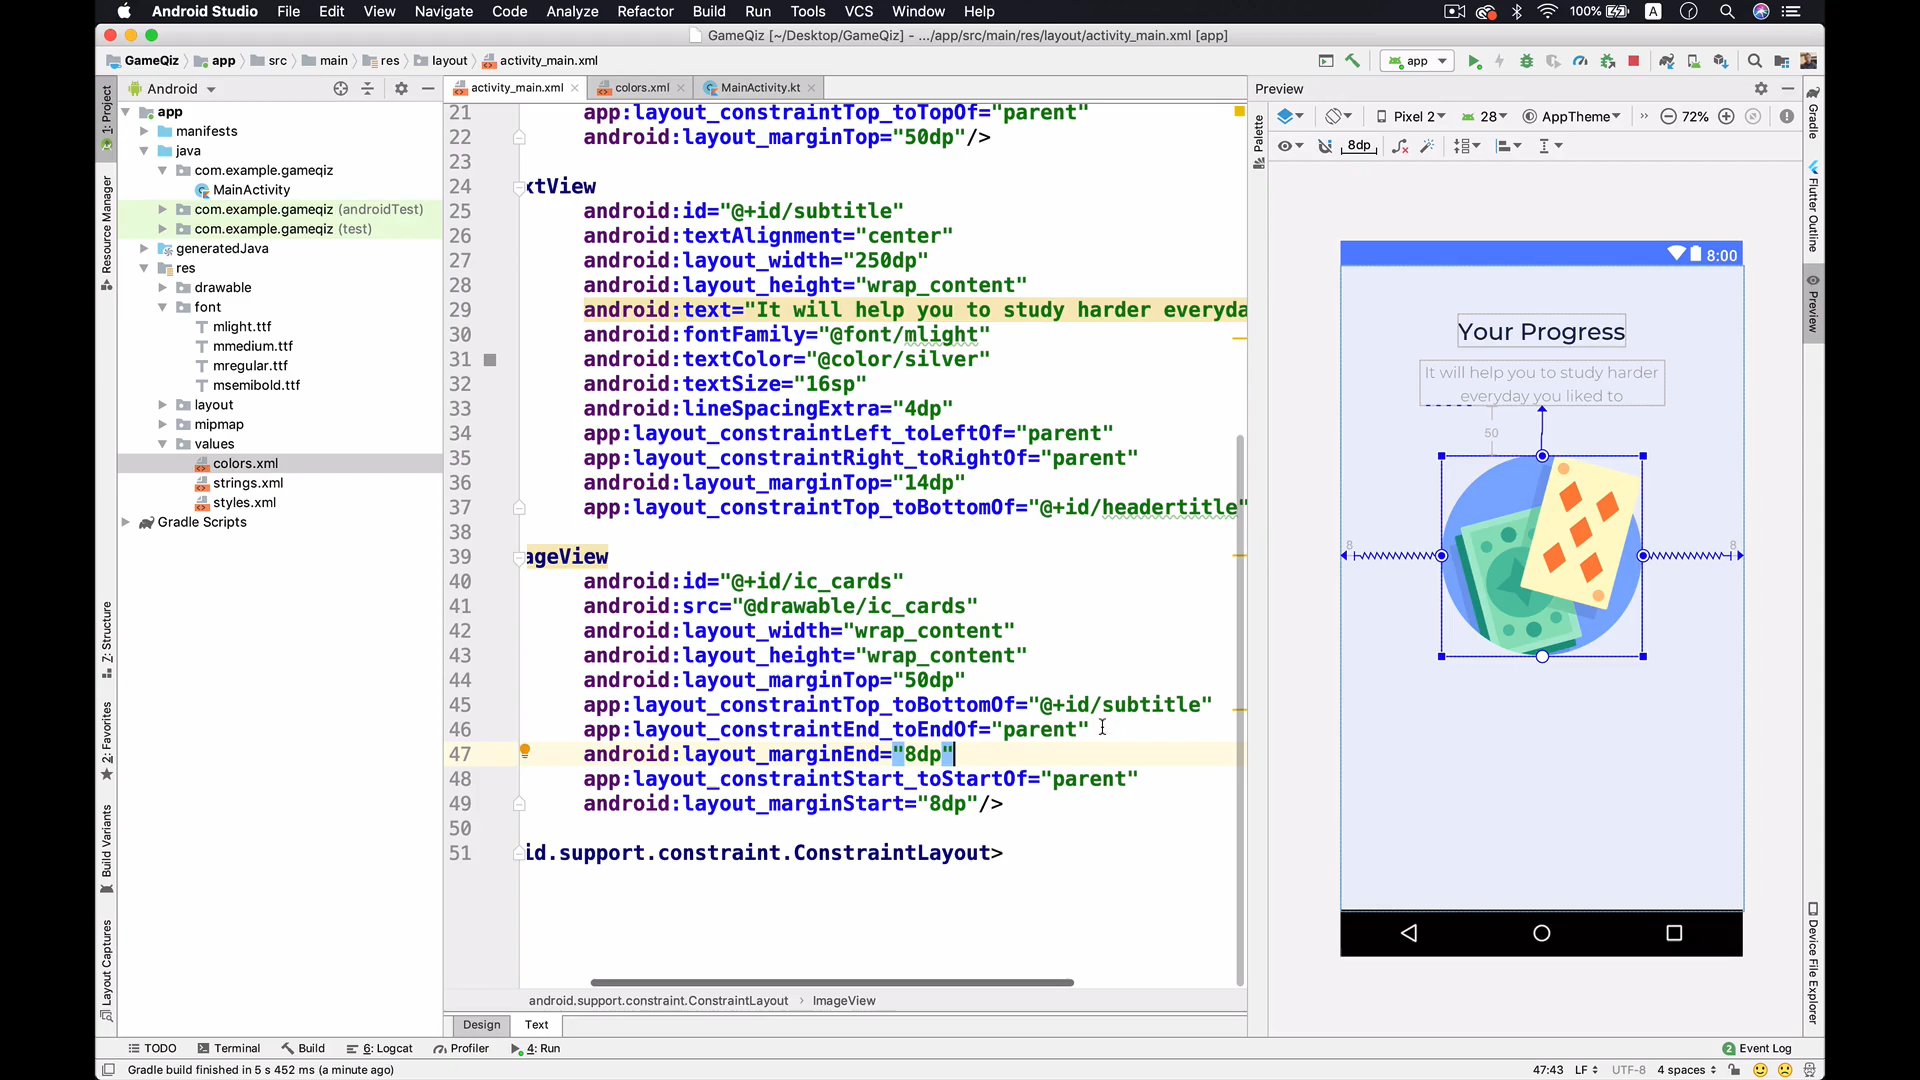 Android Studio File Edit View Navigate Code Analyze Refactor Build Run Tools VCS Window Help 100% A
GameQiz [~/Desktop/GameQiz] - .../app/src/main/res/layout/activity_main.xml [app]
GameQiz app src main res layout activity_main.xml app
1: Project
Resource Manager
Z: Structure
2: Favorites
Build Variants
Layout Captures
Android
app
manifests
java
com.example.gameqiz
MainActivity
com.example.gameqiz (androidTest)
com.example.gameqiz (test)
generatedJava
res
drawable
font
mlight.ttf
mmedium.ttf
mregular.ttf
msemibold.ttf
layout
mipmap
values
colors.xml
strings.xml
styles.xml
Gradle Scripts
activity_main.xml colors.xml MainActivity.kt
21 app:layout_constraintTop_toTopOf="parent"
22 android:layout_marginTop="50dp"/>
23
24 xtView
25 android:id="@+id/subtitle"
26 android:textAlignment="center"
27 android:layout_width="250dp"
28 android:layout_height="wrap_content"
29 android:text="It will help you to study harder everyda
30 android:fontFamily="@font/mlight"
31 android:textColor="@color/silver"
32 android:textSize="16sp"
33 android:lineSpacingExtra="4dp"
34 app:layout_constraintLeft_toLeftOf="parent"
35 app:layout_constraintRight_toRightOf="parent"
36 android:layout_marginTop="14dp"
37 app:layout_constraintTop_toBottomOf="@+id/headertitle"
38
39 ageView
40 android:id="@+id/ic_cards"
41 android:src="@drawable/ic_cards"
42 android:layout_width="wrap_content"
43 android:layout_height="wrap_content"
44 android:layout_marginTop="50dp"
45 app:layout_constraintTop_toBottomOf="@+id/subtitle"
46 app:layout_constraintEnd_toEndOf="parent"
47 android:layout_marginEnd="8dp"
48 app:layout_constraintStart_toStartOf="parent"
49 android:layout_marginStart="8dp"/>
50
51 id.support.constraint.ConstraintLayout>
android.support.constraint.ConstraintLayout › ImageView
Design Text
Preview
Palette
Pixel 2 28 AppTheme 72%
8dp
8:00
Your Progress
It will help you to study harder
everyday you liked to
50
8 8
Gradle
Flutter Outline
Preview
Device File Explorer
TODO Terminal Build 6: Logcat Profiler 4: Run 2 Event Log
Gradle build finished in 5 s 452 ms (a minute ago) 47:43 LF UTF-8 4 spaces